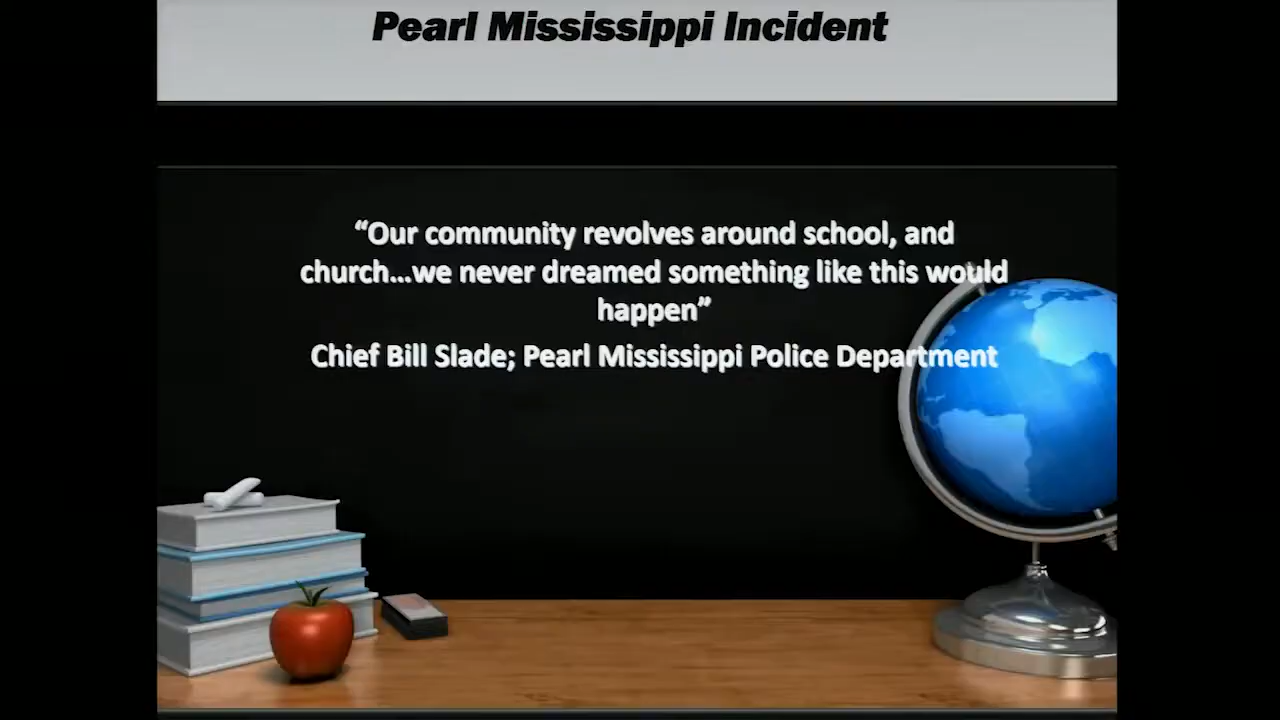 Pearl Mississippi Incident
“Our community revolves around school, and
church...we never dreamed something like this would
happen”
Chief Bill Slade; Pearl Mississippi Police Department